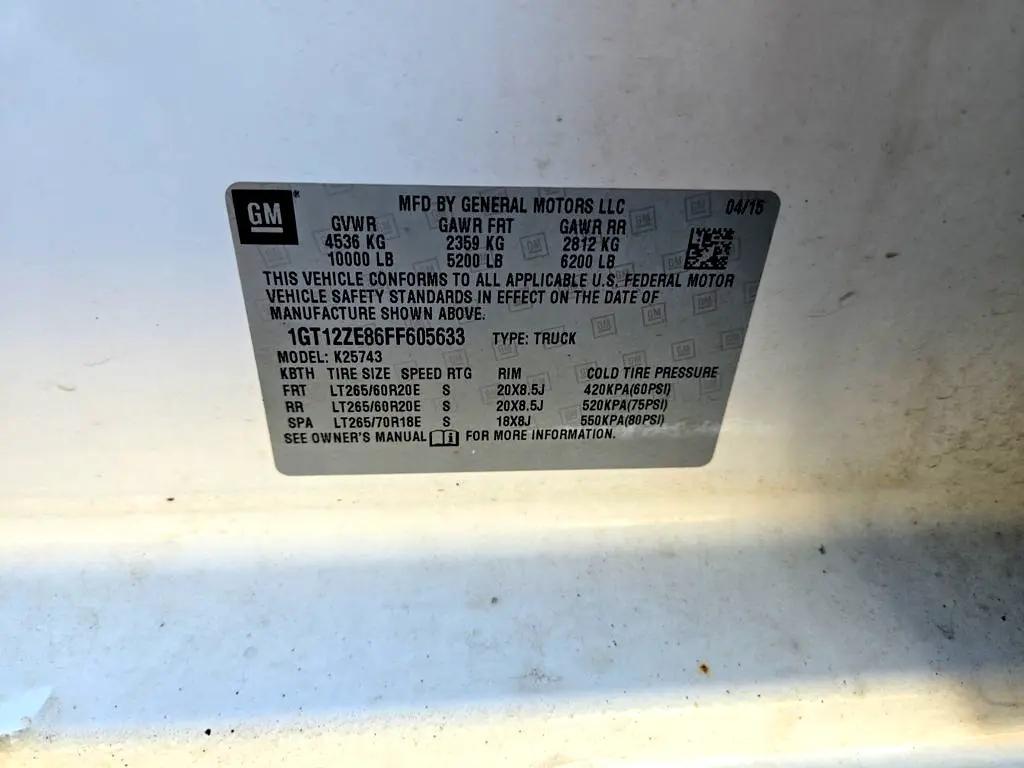 GM
MFD BY GENERAL MOTORS LLC 04/15
GVWR GAWR FRT GAWR RR
4536 KG 2359 KG 2812 KG
10000 LB 5200 LB 6200 LB
THIS VEHICLE CONFORMS TO ALL APPLICABLE U.S. FEDERAL MOTOR
VEHICLE SAFETY STANDARDS IN EFFECT ON THE DATE OF
MANUFACTURE SHOWN ABOVE.
1GT12ZE86FF605633 TYPE: TRUCK
MODEL: K25743
KBTH TIRE SIZE SPEED RTG RIM COLD TIRE PRESSURE
FRT LT265/60R20E S 20X8.5J 420KPA(60PSI)
RR LT265/60R20E S 20X8.5J 520KPA(75PSI)
SPA LT265/70R18E S 18X8J 550KPA(80PSI)
SEE OWNER'S MANUAL FOR MORE INFORMATION.